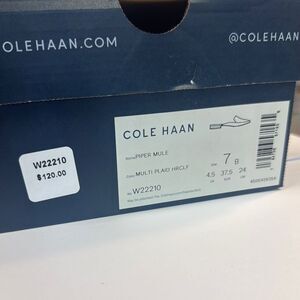 OLEHAAN.COM
@COLEHAAN
COLE HAAN
PIPER MULE
MULTI PLAID HRCLF
W22210
7 B
4.5 37.5 24
W22210
$120.00